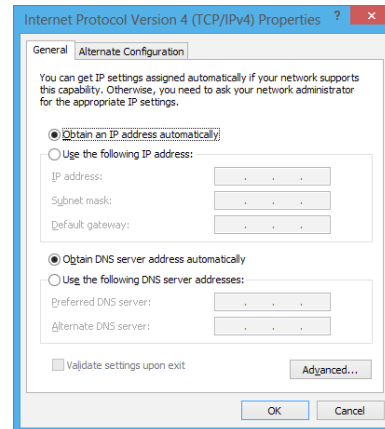 Internet Protocol Version 4 (TCP/IPv4) Properties ? ×
General Alternate Configuration
You can get IP settings assigned automatically if your network supports
this capability. Otherwise, you need to ask your network administrator
for the appropriate IP settings.
Obtain an IP address automatically
Use the following IP address:
IP address:
Subnet mask:
Default gateway:
Obtain DNS server address automatically
Use the following DNS server addresses:
Preferred DNS server:
Alternate DNS server:
Validate settings upon exit
Advanced...
OK Cancel